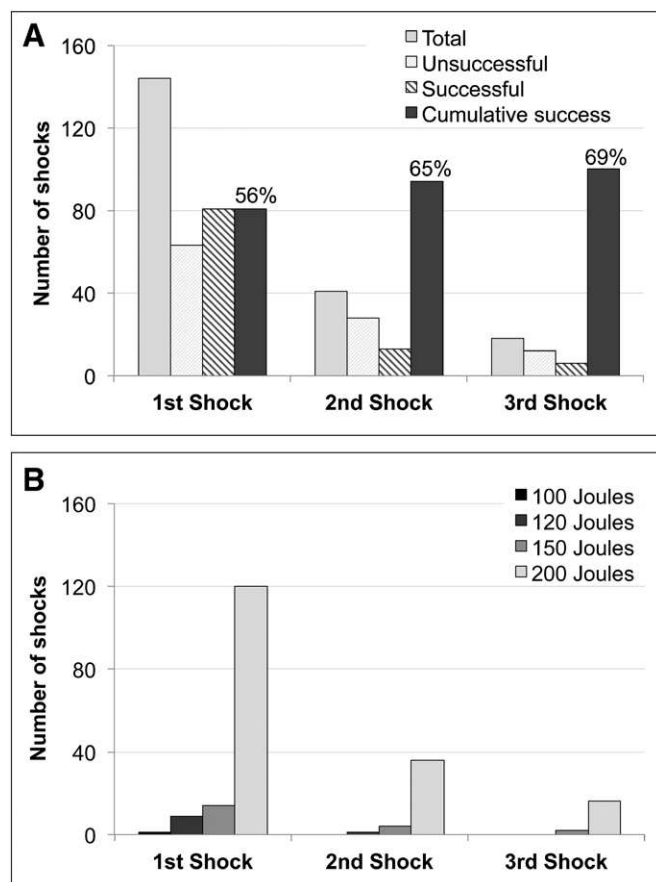 A
160
120
80
40
0
Number of shocks
Total
Unsuccessful
Successful
Cumulative success
56%
65%
69%
1st Shock 2nd Shock 3rd Shock
B
160
120
80
40
0
Number of shocks
100 Joules
120 Joules
150 Joules
200 Joules
1st Shock 2nd Shock 3rd Shock